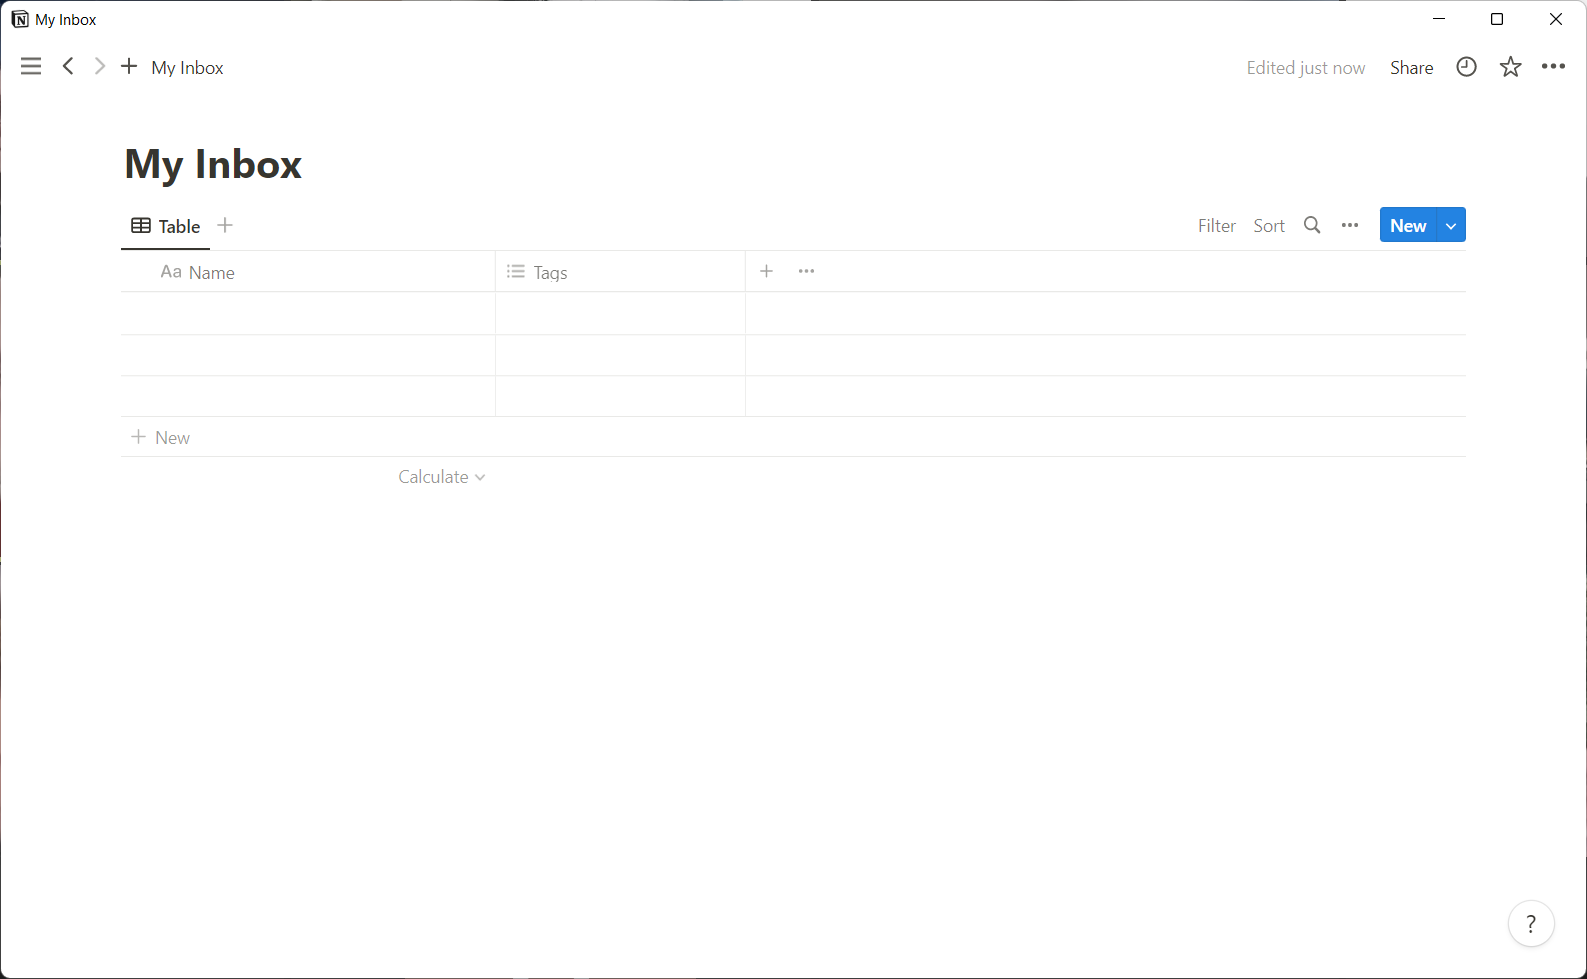 My Inbox
My Inbox
Edited just now
Share
My Inbox
Table
Filter
Sort
New
Aa Name
Tags
New
Calculate
?